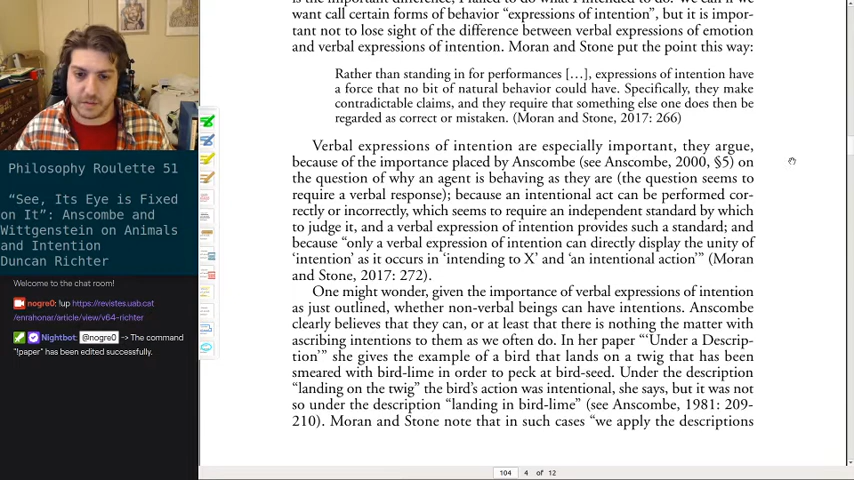 is the important difference, I failed to do what I intended to do. We can if we
want call certain forms of behavior “expressions of intention”, but it is impor-
tant not to lose sight of the difference between verbal expressions of emotion
and verbal expressions of intention. Moran and Stone put the point this way:
Rather than standing in for performances […], expressions of intention have
a force that no bit of natural behavior could have. Specifically, they make
contradictable claims, and they require that something else one does then be
regarded as correct or mistaken. (Moran and Stone, 2017: 266)
Verbal expressions of intention are especially important, they argue,
because of the importance placed by Anscombe (see Anscombe, 2000, §5) on
the question of why an agent is behaving as they are (the question seems to
require a verbal response); because an intentional act can be performed cor-
rectly or incorrectly, which seems to require an independent standard by which
to judge it, and a verbal expression of intention provides such a standard; and
because “only a verbal expression of intention can directly display the unity of
‘intention’ as it occurs in ‘intending to X’ and ‘an intentional action’” (Moran
and Stone, 2017: 272).
One might wonder, given the importance of verbal expressions of intention
as just outlined, whether non-verbal beings can have intentions. Anscombe
clearly believes that they can, or at least that there is nothing the matter with
ascribing intentions to them as we often do. In her paper “‘Under a Descrip-
tion’” she gives the example of a bird that lands on a twig that has been
smeared with bird-lime in order to peck at bird-seed. Under the description
“landing on the twig” the bird’s action was intentional, she says, but it was not
so under the description “landing in bird-lime” (see Anscombe, 1981: 209-
210). Moran and Stone note that in such cases “we apply the descriptions
104 4 of 12
Philosophy Roulette 51
“See, Its Eye is Fixed
on It”: Anscombe and
Wittgenstein on Animals
and Intention
Duncan Richter
Welcome to the chat room!
nogre0: !up https://revistes.uab.cat
/enrahonar/article/view/v64-richter
Nightbot: @nogre0 -> The command
"!paper" has been edited successfully.